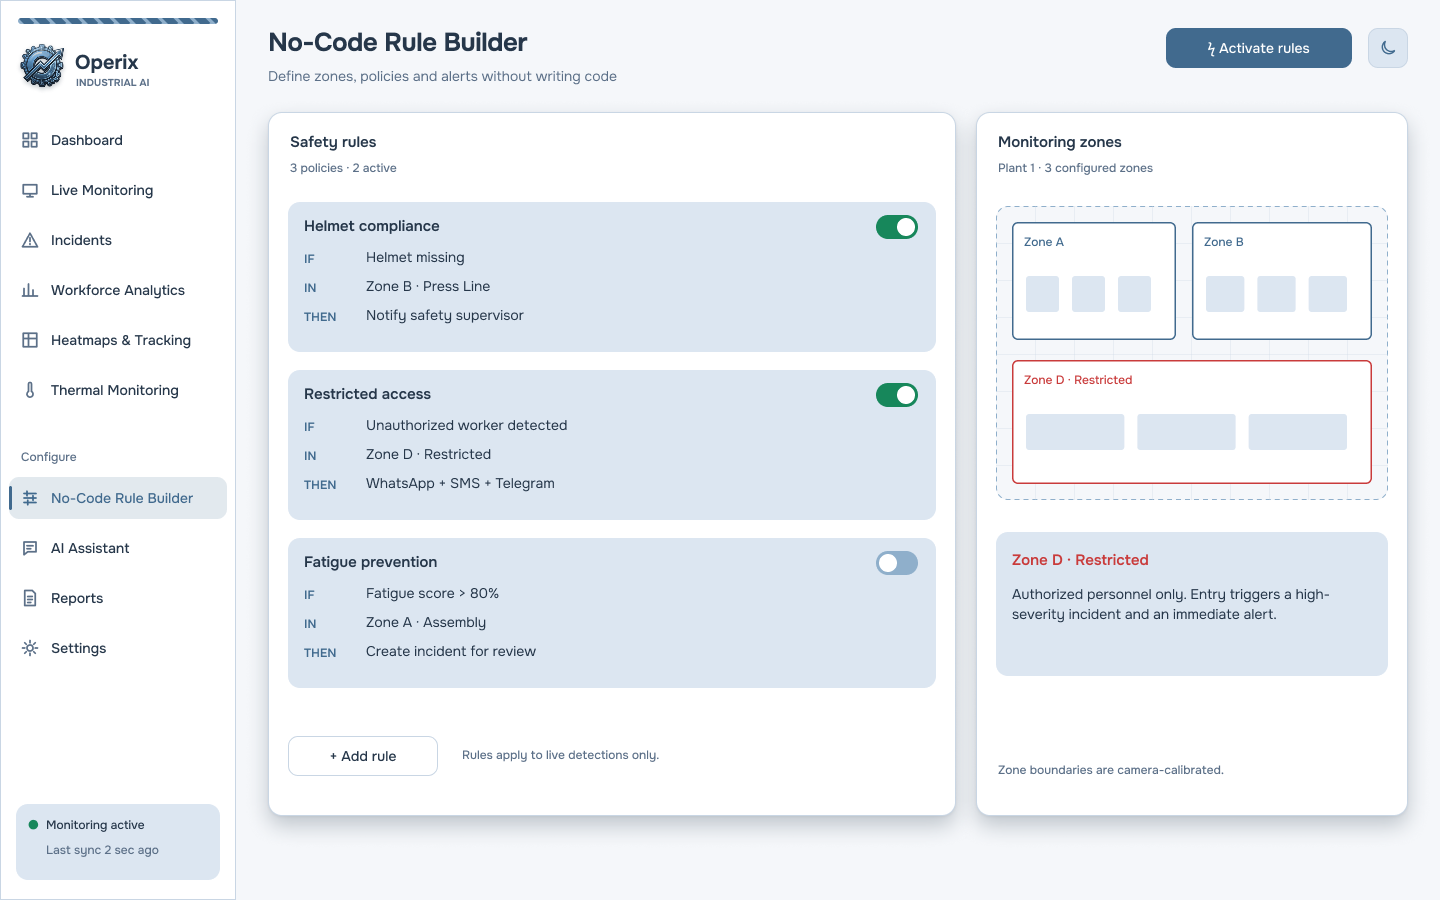 Operix
INDUSTRIAL AI
Dashboard
Live Monitoring
Incidents
Workforce Analytics
Heatmaps & Tracking
Thermal Monitoring
Configure
No-Code Rule Builder
AI Assistant
Reports
Settings
Monitoring active
Last sync 2 sec ago
No-Code Rule Builder
Define zones, policies and alerts without writing code
Activate rules
Safety rules
3 policies · 2 active
Helmet compliance
IF Helmet missing
IN Zone B · Press Line
THEN Notify safety supervisor
Restricted access
IF Unauthorized worker detected
IN Zone D · Restricted
THEN WhatsApp + SMS + Telegram
Fatigue prevention
IF Fatigue score > 80%
IN Zone A · Assembly
THEN Create incident for review
+ Add rule
Rules apply to live detections only.
Monitoring zones
Plant 1 · 3 configured zones
Zone A
Zone B
Zone D · Restricted
Zone D · Restricted
Authorized personnel only. Entry triggers a high-
severity incident and an immediate alert.
Zone boundaries are camera-calibrated.